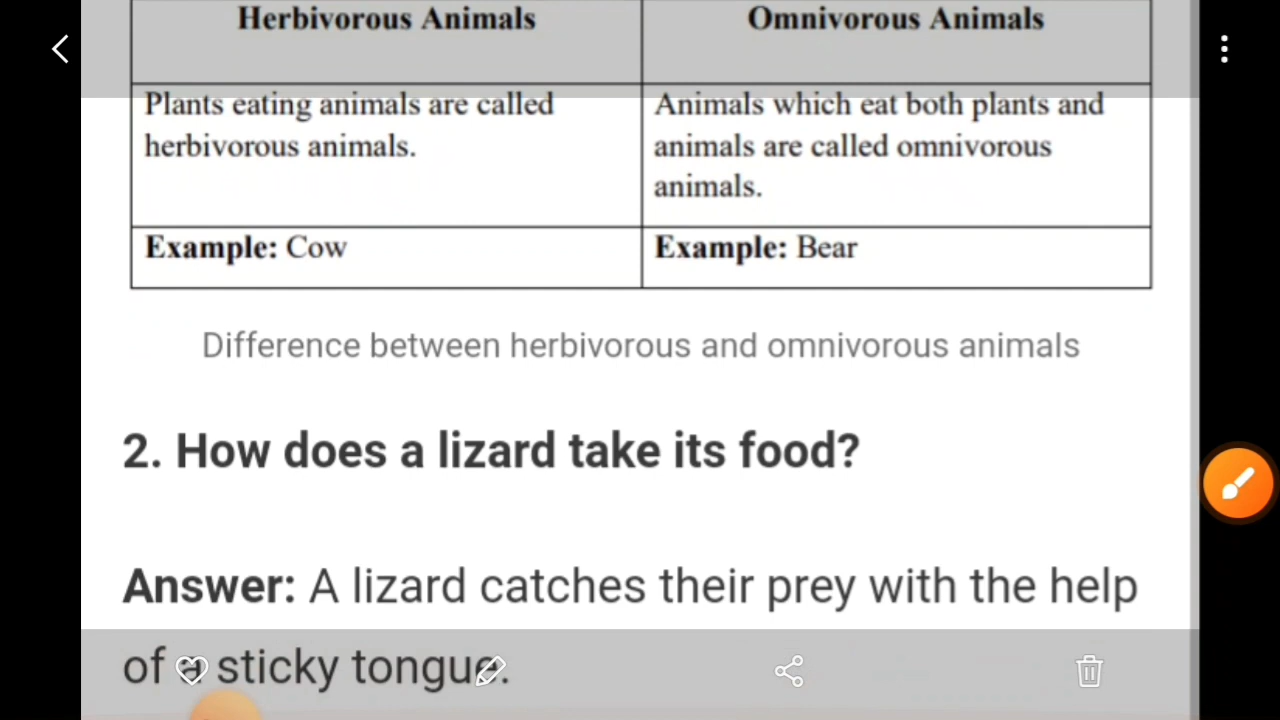 Herbivorous Animals
Omnivorous Animals
Plants eating animals are called
herbivorous animals.
Animals which eat both plants and
animals are called omnivorous
animals.
Example: Cow
Example: Bear
Difference between herbivorous and omnivorous animals
2. How does a lizard take its food?
Answer: A lizard catches their prey with the help
of a sticky tongue.